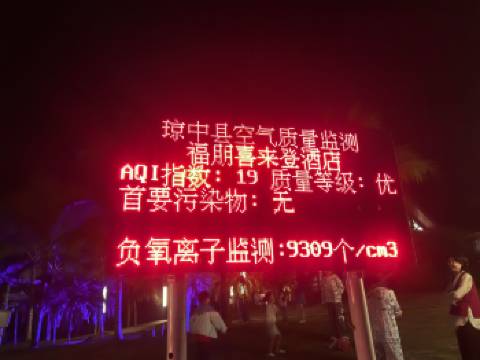 琼中县空气质量监测
福朋喜来登酒店
AQI指数: 19 质量等级: 优
首要污染物: 无
负氧离子监测:9309个/cm3